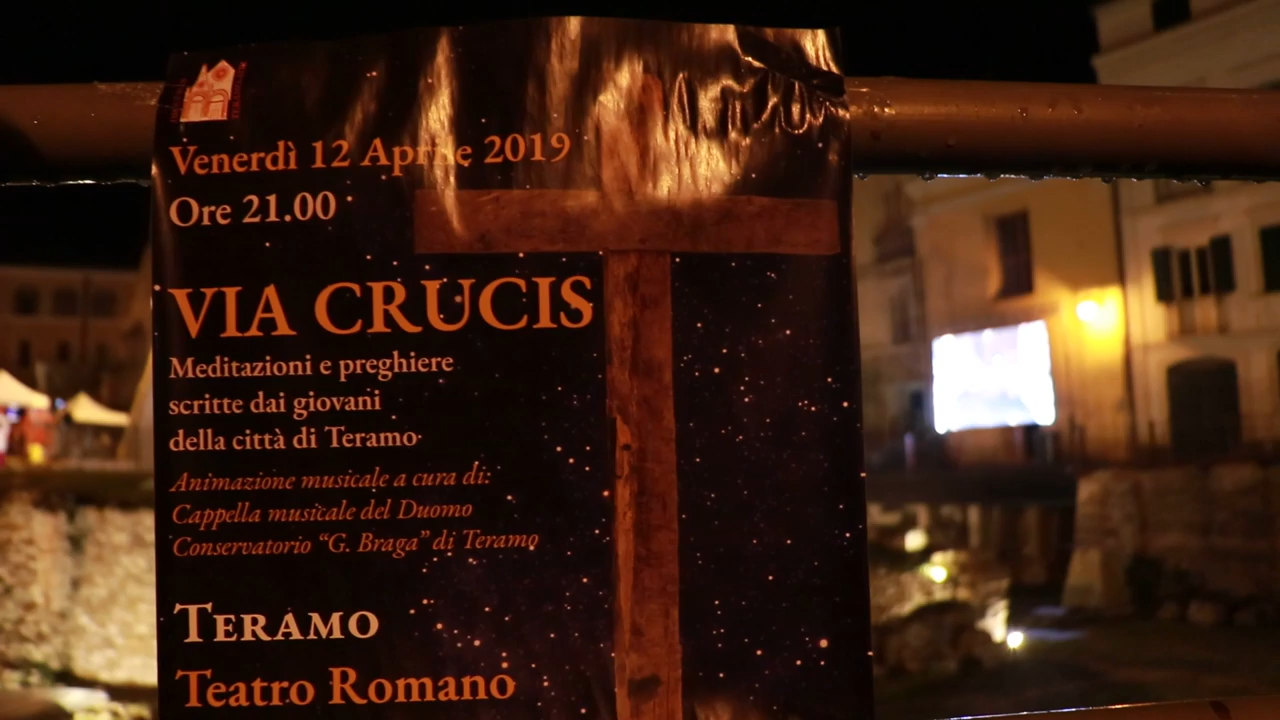 Venerdì 12 Aprile 2019
Ore 21.00
VIA CRUCIS
Meditazioni e preghiere
scritte dai giovani
della città di Teramo
Animazione musicale a cura di:
Cappella musicale del Duomo
Conservatorio “G. Braga” di Teramo
TERAMO
Teatro Romano